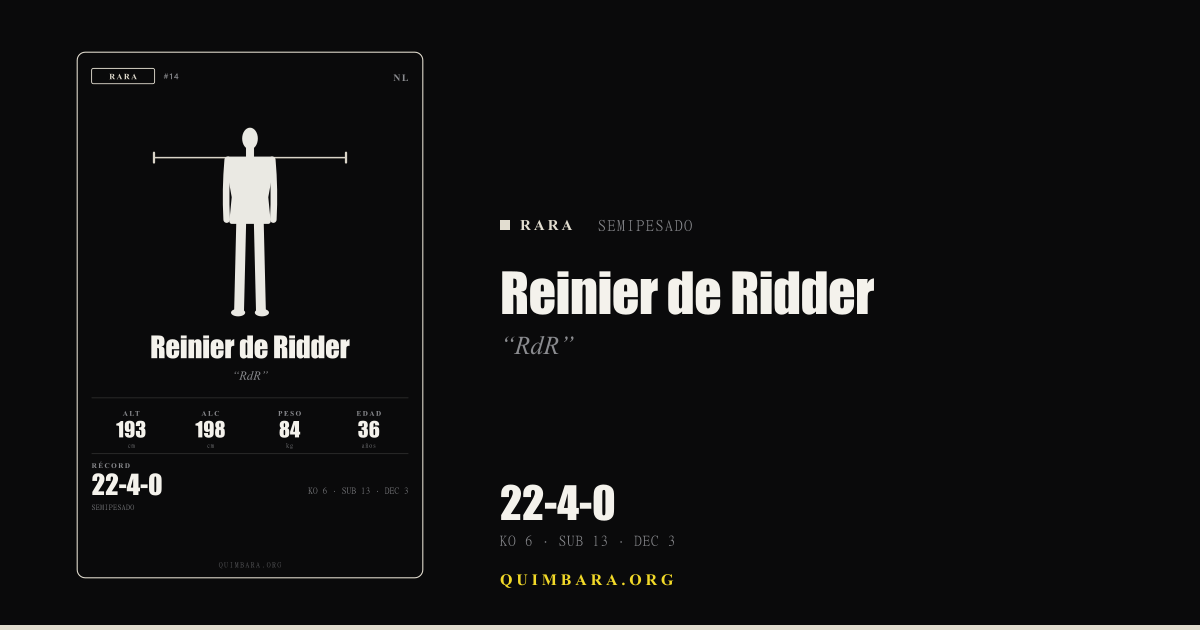 RARA #14 NL
Reinier de Ridder
“RdR”
ALT ALC PESO EDAD
193 198 84 36
cm cm kg años
RÉCORD
22-4-0
KO 6 · SUB 13 · DEC 3
SEMIPESADO
QUIMBARA.ORG
RARA SEMIPESADO
Reinier de Ridder
“RdR”
22-4-0
KO 6 · SUB 13 · DEC 3
QUIMBARA.ORG